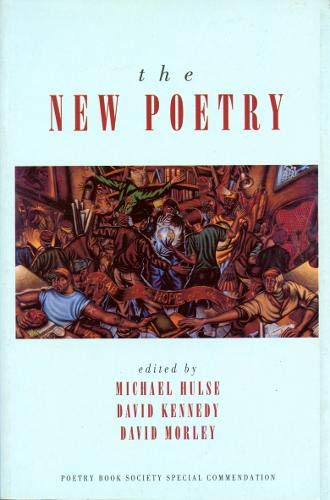 the
NEW POETRY
HOPE
edited by
MICHAEL HULSE
DAVID KENNEDY
DAVID MORLEY
POETRY BOOK SOCIETY SPECIAL COMMENDATION